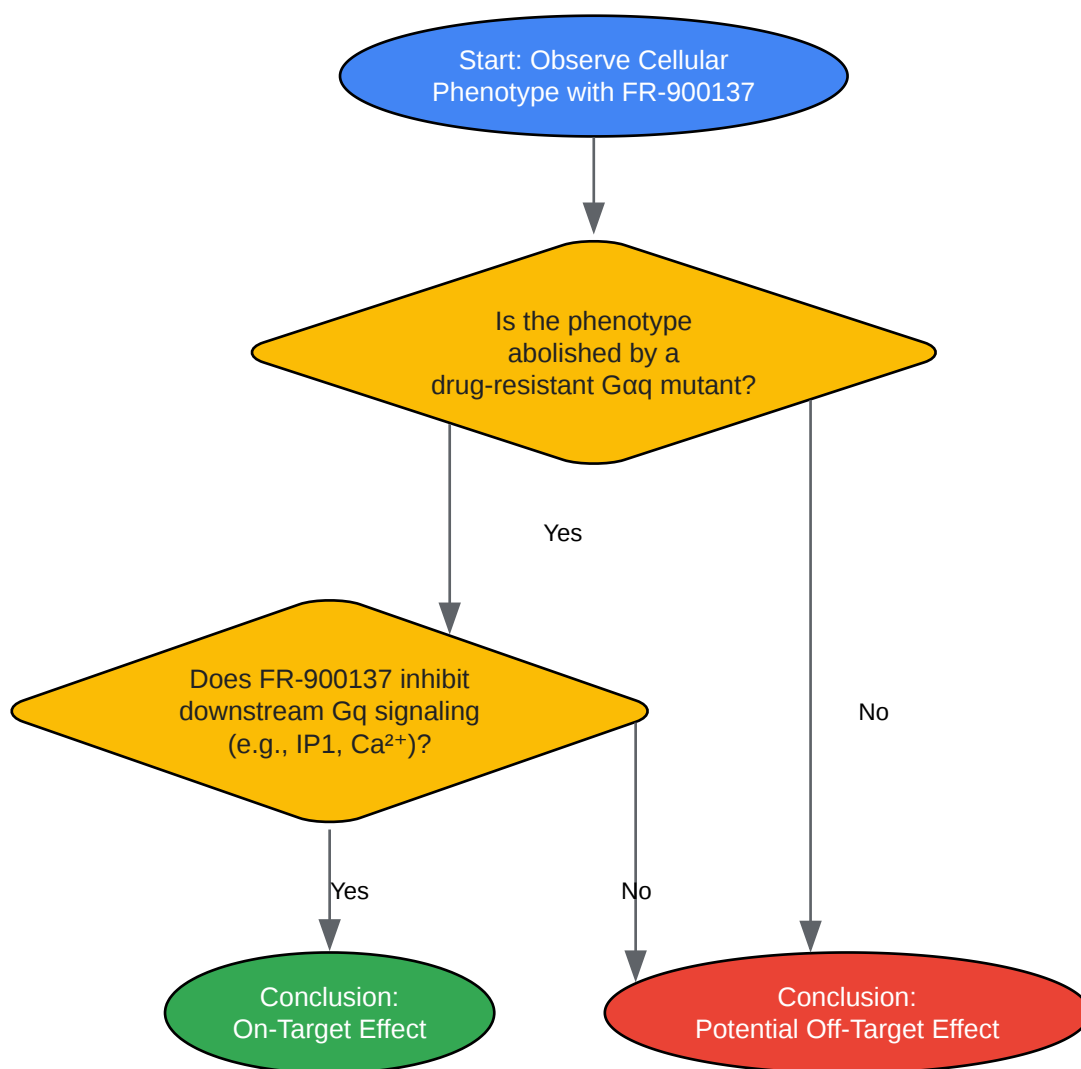 Start: Observe Cellular
Phenotype with FR-900137
Is the phenotype
abolished by a
drug-resistant Gαq mutant?
Yes
Does FR-900137 inhibit
downstream Gq signaling
(e.g., IP1, Ca²⁺)?
No
Yes
No
Conclusion:
On-Target Effect
Conclusion:
Potential Off-Target Effect